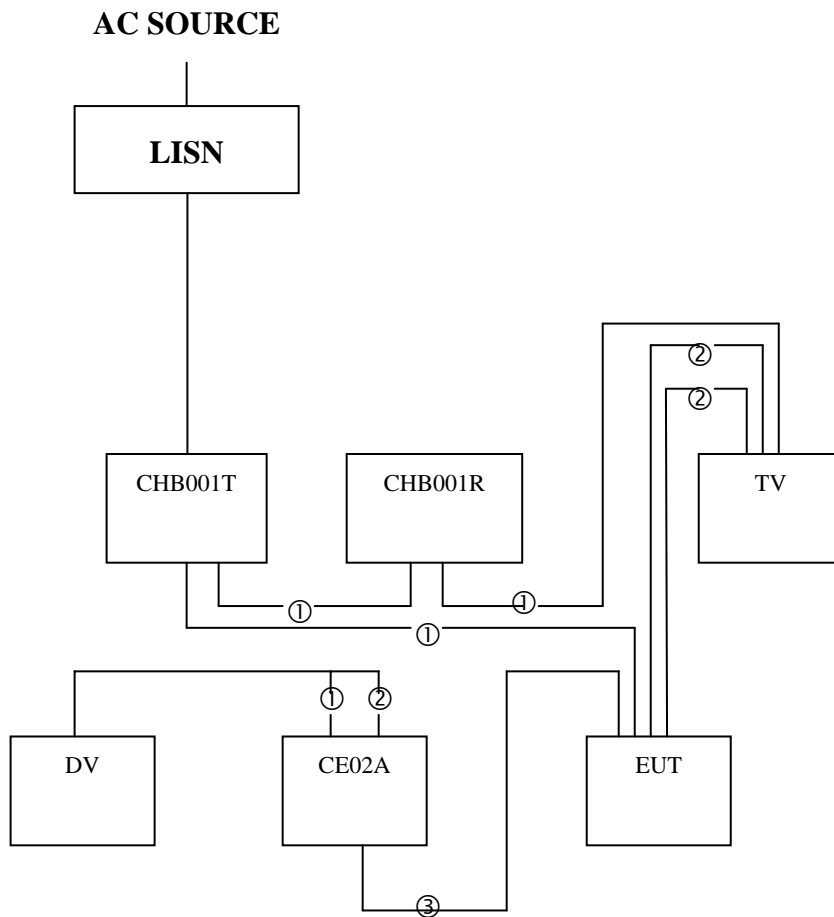 AC SOURCE
LISN
②
②
CHB001T
CHB001R
TV
①
①
①
①
②
DV
CE02A
EUT
③